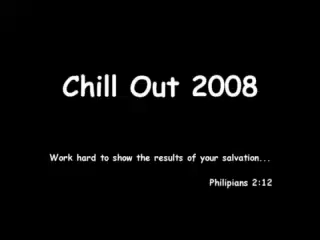 Chill Out 2008
Work hard to show the results of your salvation...
Philipians 2:12